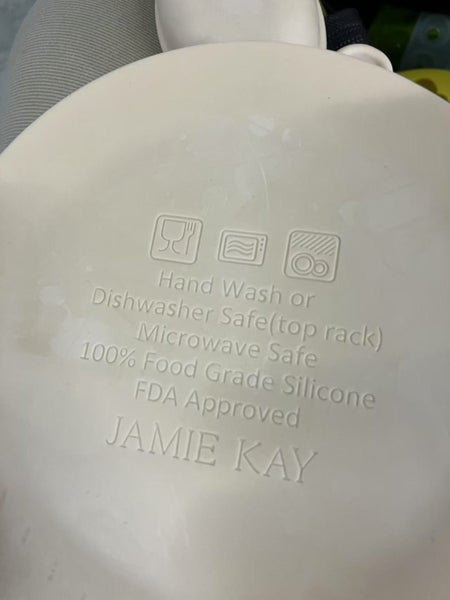 Hand Wash or
Dishwasher Safe(top rack)
Microwave Safe
100% Food Grade Silicone
FDA Approved
JAMIE KAY